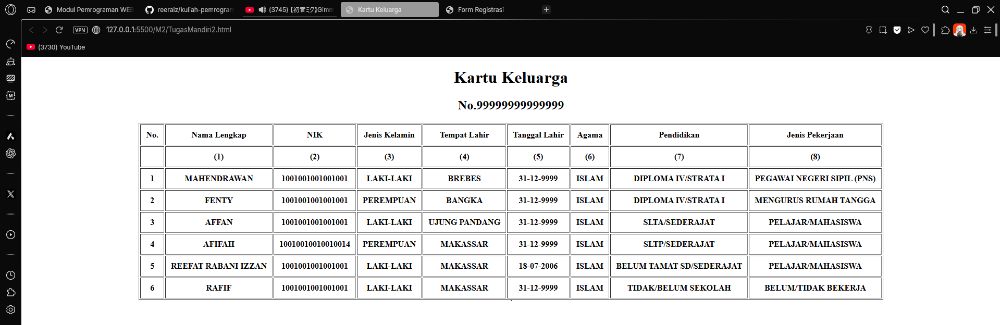 Modul Pemrograman WEB
reeraiz/kuliah-pemrogram
(3745) 【初音ミク】Gimm
Kartu Keluarga
Form Registrasi
VPN
127.0.0.1:5500/M2/TugasMandiri2.html
(3730) YouTube
Kartu Keluarga
No.99999999999999
No. Nama Lengkap NIK Jenis Kelamin Tempat Lahir Tanggal Lahir Agama Pendidikan Jenis Pekerjaan
(1) (2) (3) (4) (5) (6) (7) (8)
1 MAHENDRAWAN 1001001001001001 LAKI-LAKI BREBES 31-12-9999 ISLAM DIPLOMA IV/STRATA I PEGAWAI NEGERI SIPIL (PNS)
2 FENTY 1001001001001001 PEREMPUAN BANGKA 31-12-9999 ISLAM DIPLOMA IV/STRATA I MENGURUS RUMAH TANGGA
3 AFFAN 1001001001001001 LAKI-LAKI UJUNG PANDANG 31-12-9999 ISLAM SLTA/SEDERAJAT PELAJAR/MAHASISWA
4 AFIFAH 10010010010010014 PEREMPUAN MAKASSAR 31-12-9999 ISLAM SLTP/SEDERAJAT PELAJAR/MAHASISWA
5 REEFAT RABANI IZZAN 1001001001001001 LAKI-LAKI MAKASSAR 18-07-2006 ISLAM BELUM TAMAT SD/SEDERAJAT PELAJAR/MAHASISWA
6 RAFIF 1001001001001001 LAKI-LAKI MAKASSAR 31-12-9999 ISLAM TIDAK/BELUM SEKOLAH BELUM/TIDAK BEKERJA